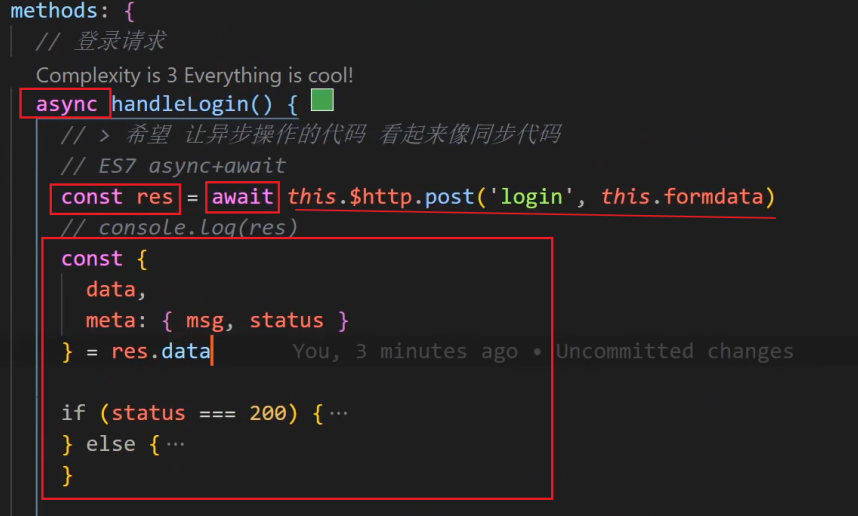 methods: {
// 登录请求
Complexity is 3 Everything is cool!
async handleLogin() {
// > 希望 让异步操作的代码 看起来像同步代码
// ES7 async+await
const res = await this.$http.post('login', this.formdata)
// console.log(res)
const {
data,
meta: { msg, status }
} = res.data You, 3 minutes ago • Uncommitted changes
if (status === 200) {…
} else {…
}